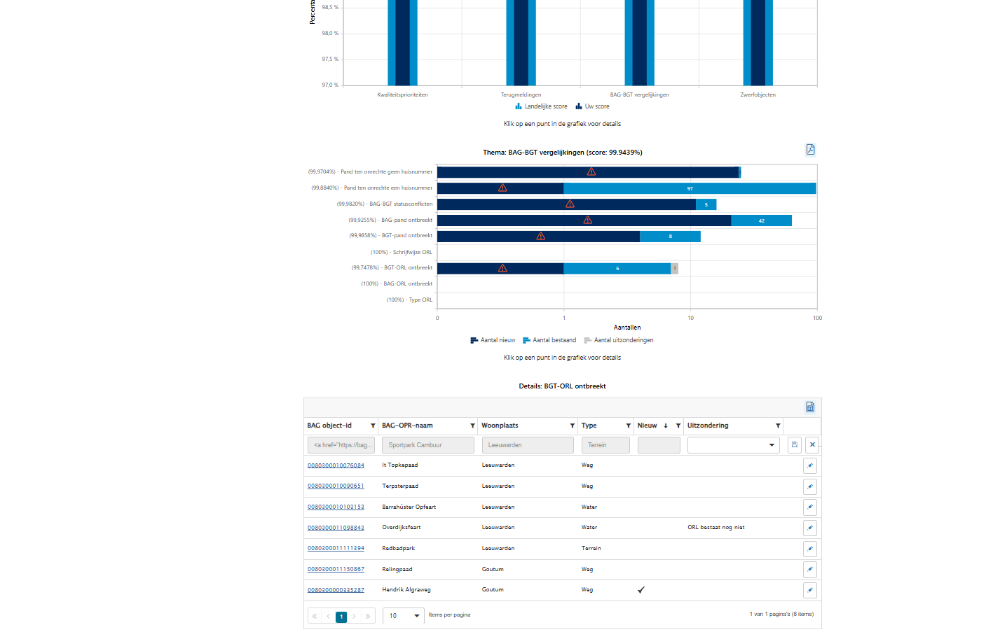 Percenta
98,5 %
98,0 %
97,5 %
97,0 %
Kwaliteitsprioriteiten Terugmeldingen BAG-BGT vergelijkingen Zwerfobjecten
Landelijke score Uw score
Klik op een punt in de grafiek voor details
Thema: BAG-BGT vergelijkingen (score: 99.9439%)
(99,9704%) - Pand ten onrechte geen huisnummer
(99,8840%) - Pand ten onrechte een huisnummer 97
(99,9820%) - BAG-BGT statusconflicten 5
(99,9255%) - BAG-pand ontbreekt 42
(99,9858%) - BGT-pand ontbreekt 8
(100%) - Schrijfwijze ORL
(99,7478%) - BGT-ORL ontbreekt 6 1
(100%) - BAG-ORL ontbreekt
(100%) - Type ORL
0 1 10 100
Aantallen
Aantal nieuw Aantal bestaand Aantal uitzonderingen
Klik op een punt in de grafiek voor details
Details: BGT-ORL ontbreekt
BAG object-id BAG-OPR-naam Woonplaats Type Nieuw Uitzondering
<a href="https://bag... Sportpark Cambuur Leeuwarden Terrein
0080300010076084 It Topkepaad Leeuwarden Weg
0080300010090651 Terpsterpaad Leeuwarden Weg
0080300010103153 Barrahúster Opfeart Leeuwarden Water
0080300011098843 Overdijksfeart Leeuwarden Water ORL bestaat nog niet
0080300011111394 Redbadpark Leeuwarden Terrein
0080300011150867 Relingpaad Goutum Weg
0080300000335287 Hendrik Algraweg Goutum Weg
1 10 Items per pagina 1 van 1 pagina's (8 items)